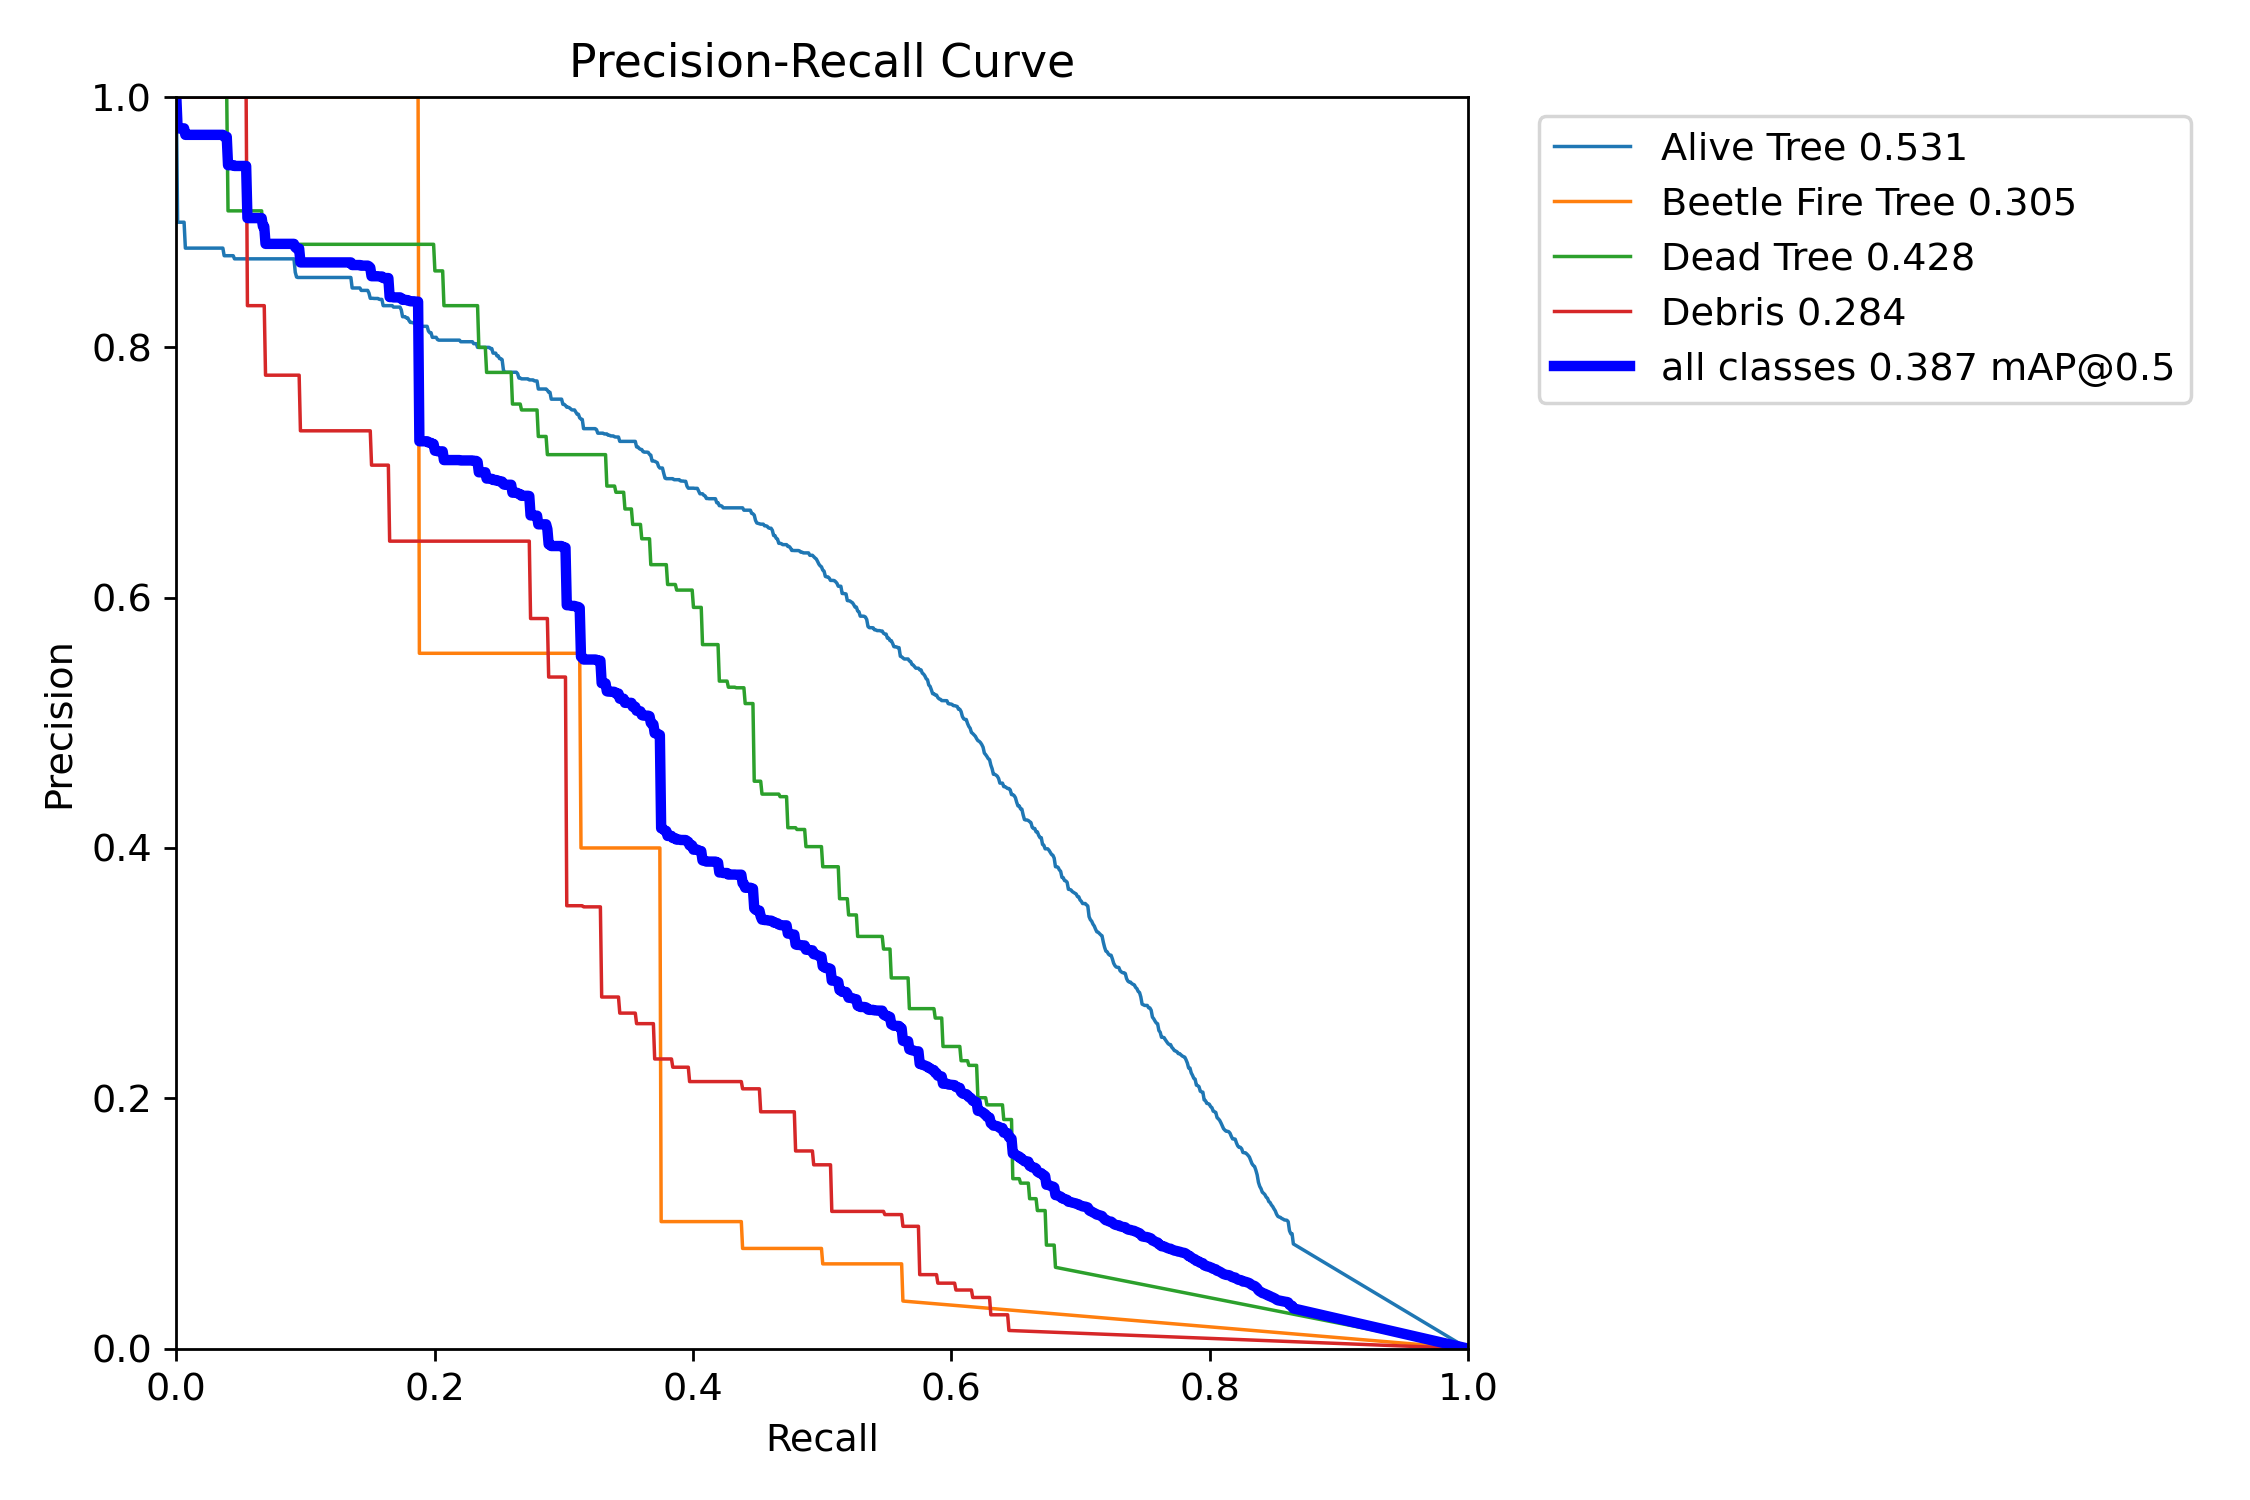 Precision-Recall Curve
1.0
0.8
0.6
0.4
0.2
0.0
Precision
0.0 0.2 0.4 0.6 0.8 1.0
Recall
Alive Tree 0.531
Beetle Fire Tree 0.305
Dead Tree 0.428
Debris 0.284
all classes 0.387 mAP@0.5